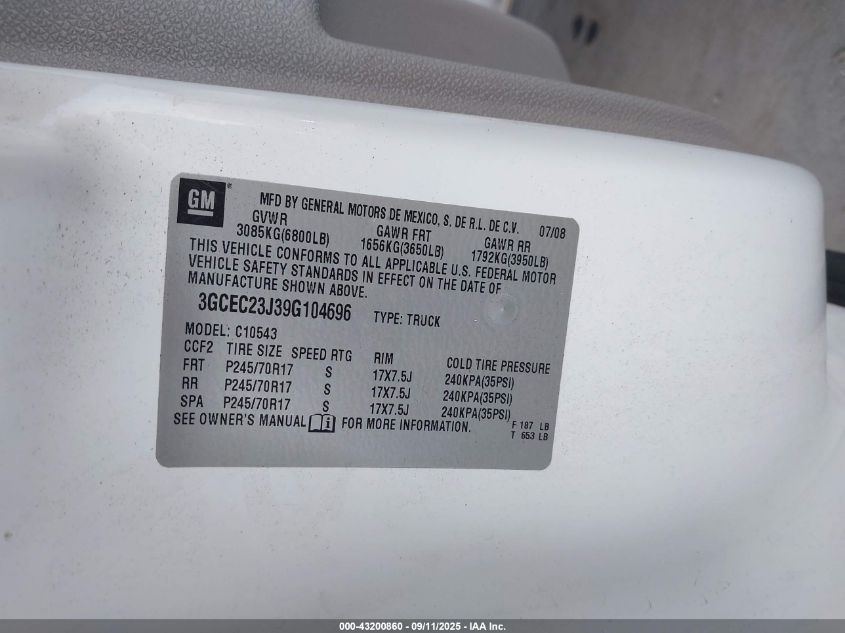 GM
MFD BY GENERAL MOTORS DE MEXICO, S. DE R.L. DE C.V. 07/08
GVWR GAWR FRT GAWR RR
3085KG(6800LB) 1656KG(3650LB) 1792KG(3950LB)
THIS VEHICLE CONFORMS TO ALL APPLICABLE U.S. FEDERAL MOTOR
VEHICLE SAFETY STANDARDS IN EFFECT ON THE DATE OF
MANUFACTURE SHOWN ABOVE.
3GCEC23J39G104696 TYPE: TRUCK
MODEL: C10543
CCF2 TIRE SIZE SPEED RTG RIM COLD TIRE PRESSURE
FRT P245/70R17 S 17X7.5J 240KPA(35PSI)
RR P245/70R17 S 17X7.5J 240KPA(35PSI)
SPA P245/70R17 S 17X7.5J 240KPA(35PSI)
SEE OWNER'S MANUAL FOR MORE INFORMATION. F 187 LB
T 653 LB
000-43200860 - 09/11/2025 - IAA Inc.